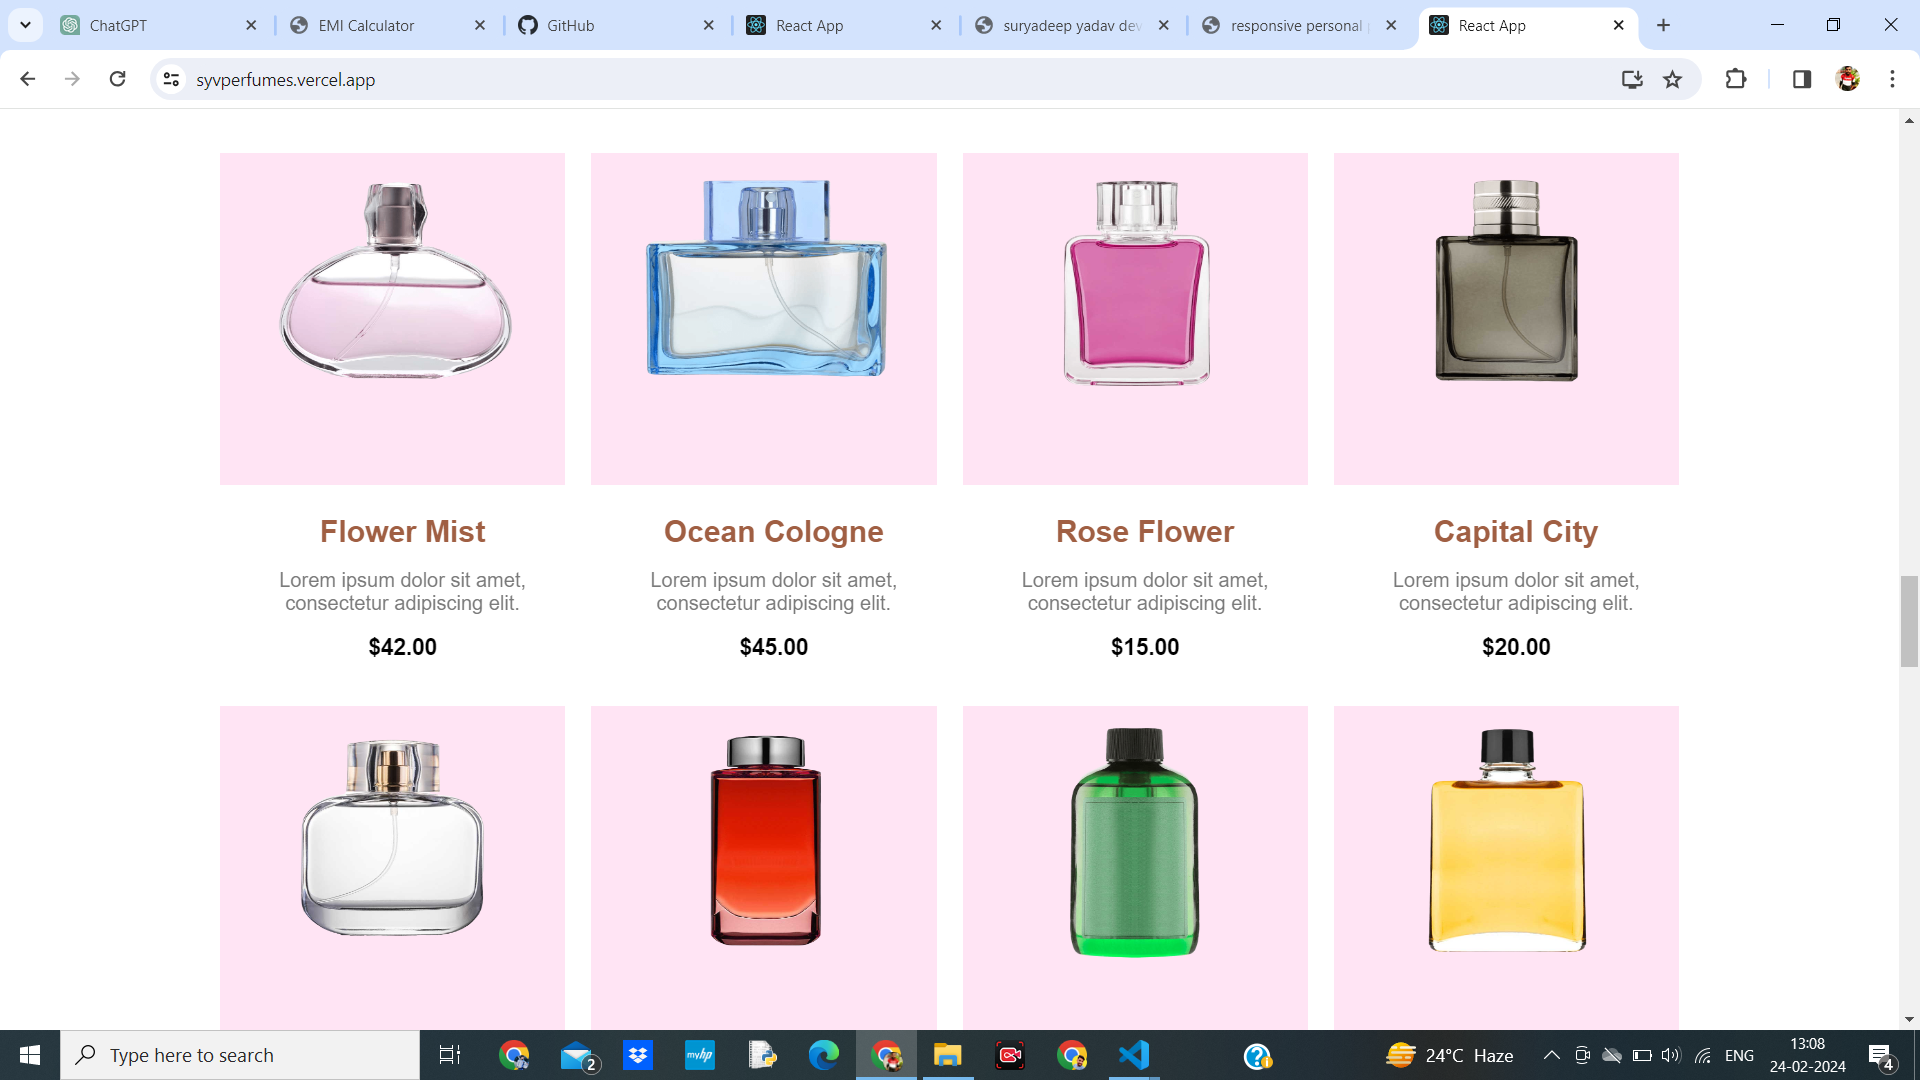 ChatGPT
EMI Calculator
GitHub
React App
suryadeep yadav dev
responsive personal
React App
syvperfumes.vercel.app
Flower Mist
Ocean Cologne
Rose Flower
Capital City
Lorem ipsum dolor sit amet,
consectetur adipiscing elit.
Lorem ipsum dolor sit amet,
consectetur adipiscing elit.
Lorem ipsum dolor sit amet,
consectetur adipiscing elit.
Lorem ipsum dolor sit amet,
consectetur adipiscing elit.
$42.00
$45.00
$15.00
$20.00
Type here to search
2
myhp
24°C Haze
ENG
13:08
24-02-2024
4